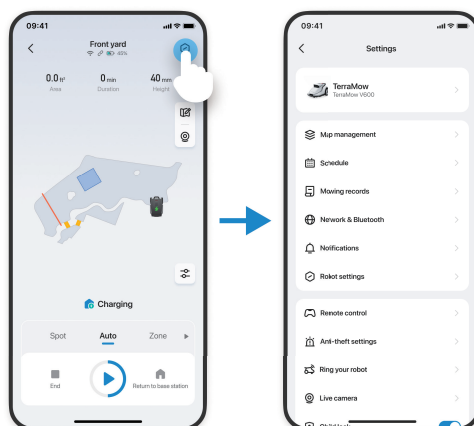 09:41
Front yard
40%
0.0 ft²
0 min
40 mm
Area
Duration
Height
Charging
Spot
Auto
Zone
End
Return to base station
09:41
Settings
TerraMow
TerraMow V600
Map management
Schedule
Mowing records
Nework & Bluetooth
Notifications
Robot settings
Remote control
Anti-theft settings
Ring your robot
Live camera